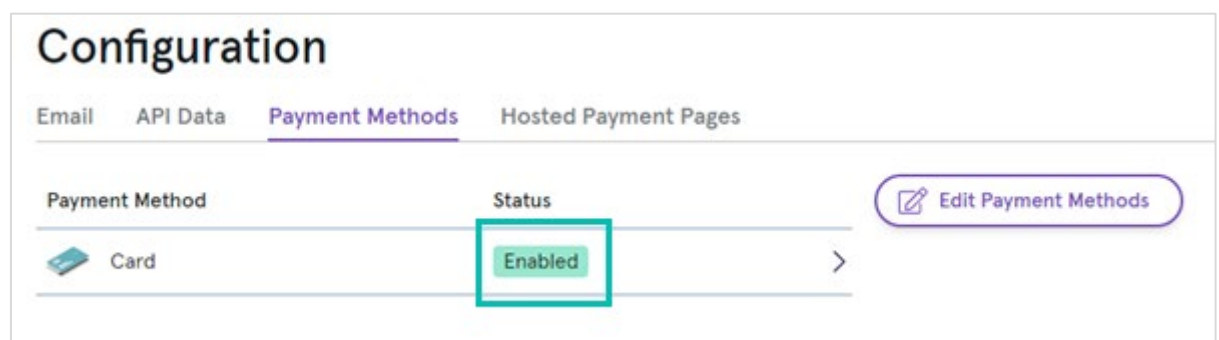 Configuration
Email API Data Payment Methods Hosted Payment Pages
Payment Method Status Edit Payment Methods
Card Enabled